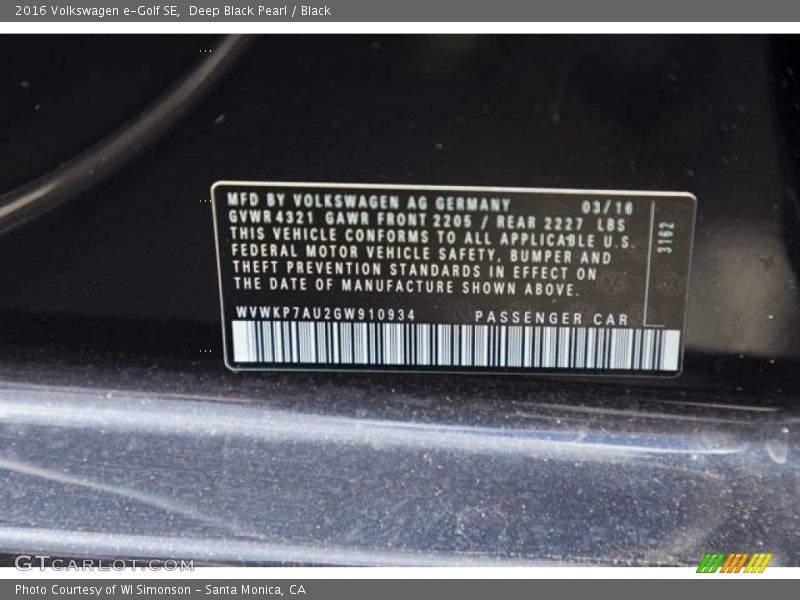 2016 Volkswagen e-Golf SE, Deep Black Pearl / Black
MFD BY VOLKSWAGEN AG GERMANY 03/16
GVWR 4321 GAWR FRONT 2205 / REAR 2227 LBS
THIS VEHICLE CONFORMS TO ALL APPLICABLE U.S.
FEDERAL MOTOR VEHICLE SAFETY, BUMPER AND
THEFT PREVENTION STANDARDS IN EFFECT ON
THE DATE OF MANUFACTURE SHOWN ABOVE.
3162
WVWKP7AU2GW910934 PASSENGER CAR
GTCARLOT.COM
Photo Courtesy of WI Simonson - Santa Monica, CA